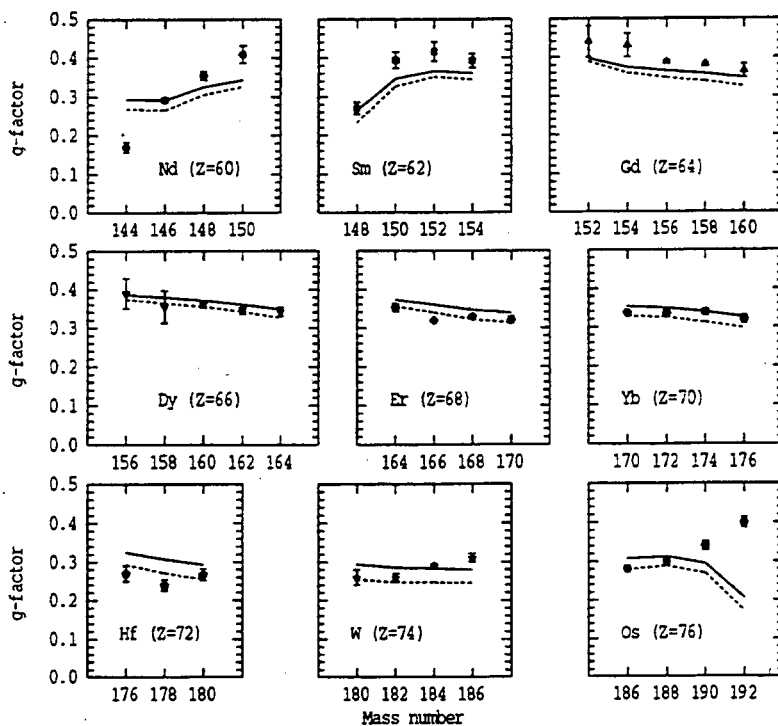 0.5
0.4
0.3
0.2
0.1
0.0
g-factor
Nd (Z=60)
144 146 148 150
Sm (Z=62)
148 150 152 154
Gd (Z=64)
152 154 156 158 160
0.5
0.4
0.3
0.2
0.1
0.0
g-factor
Dy (Z=66)
156 158 160 162 164
Er (Z=68)
164 166 168 170
Yb (Z=70)
170 172 174 176
0.5
0.4
0.3
0.2
0.1
0.0
g-factor
Hf (Z=72)
176 178 180
W (Z=74)
180 182 184 186
Os (Z=76)
186 188 190 192
Mass number